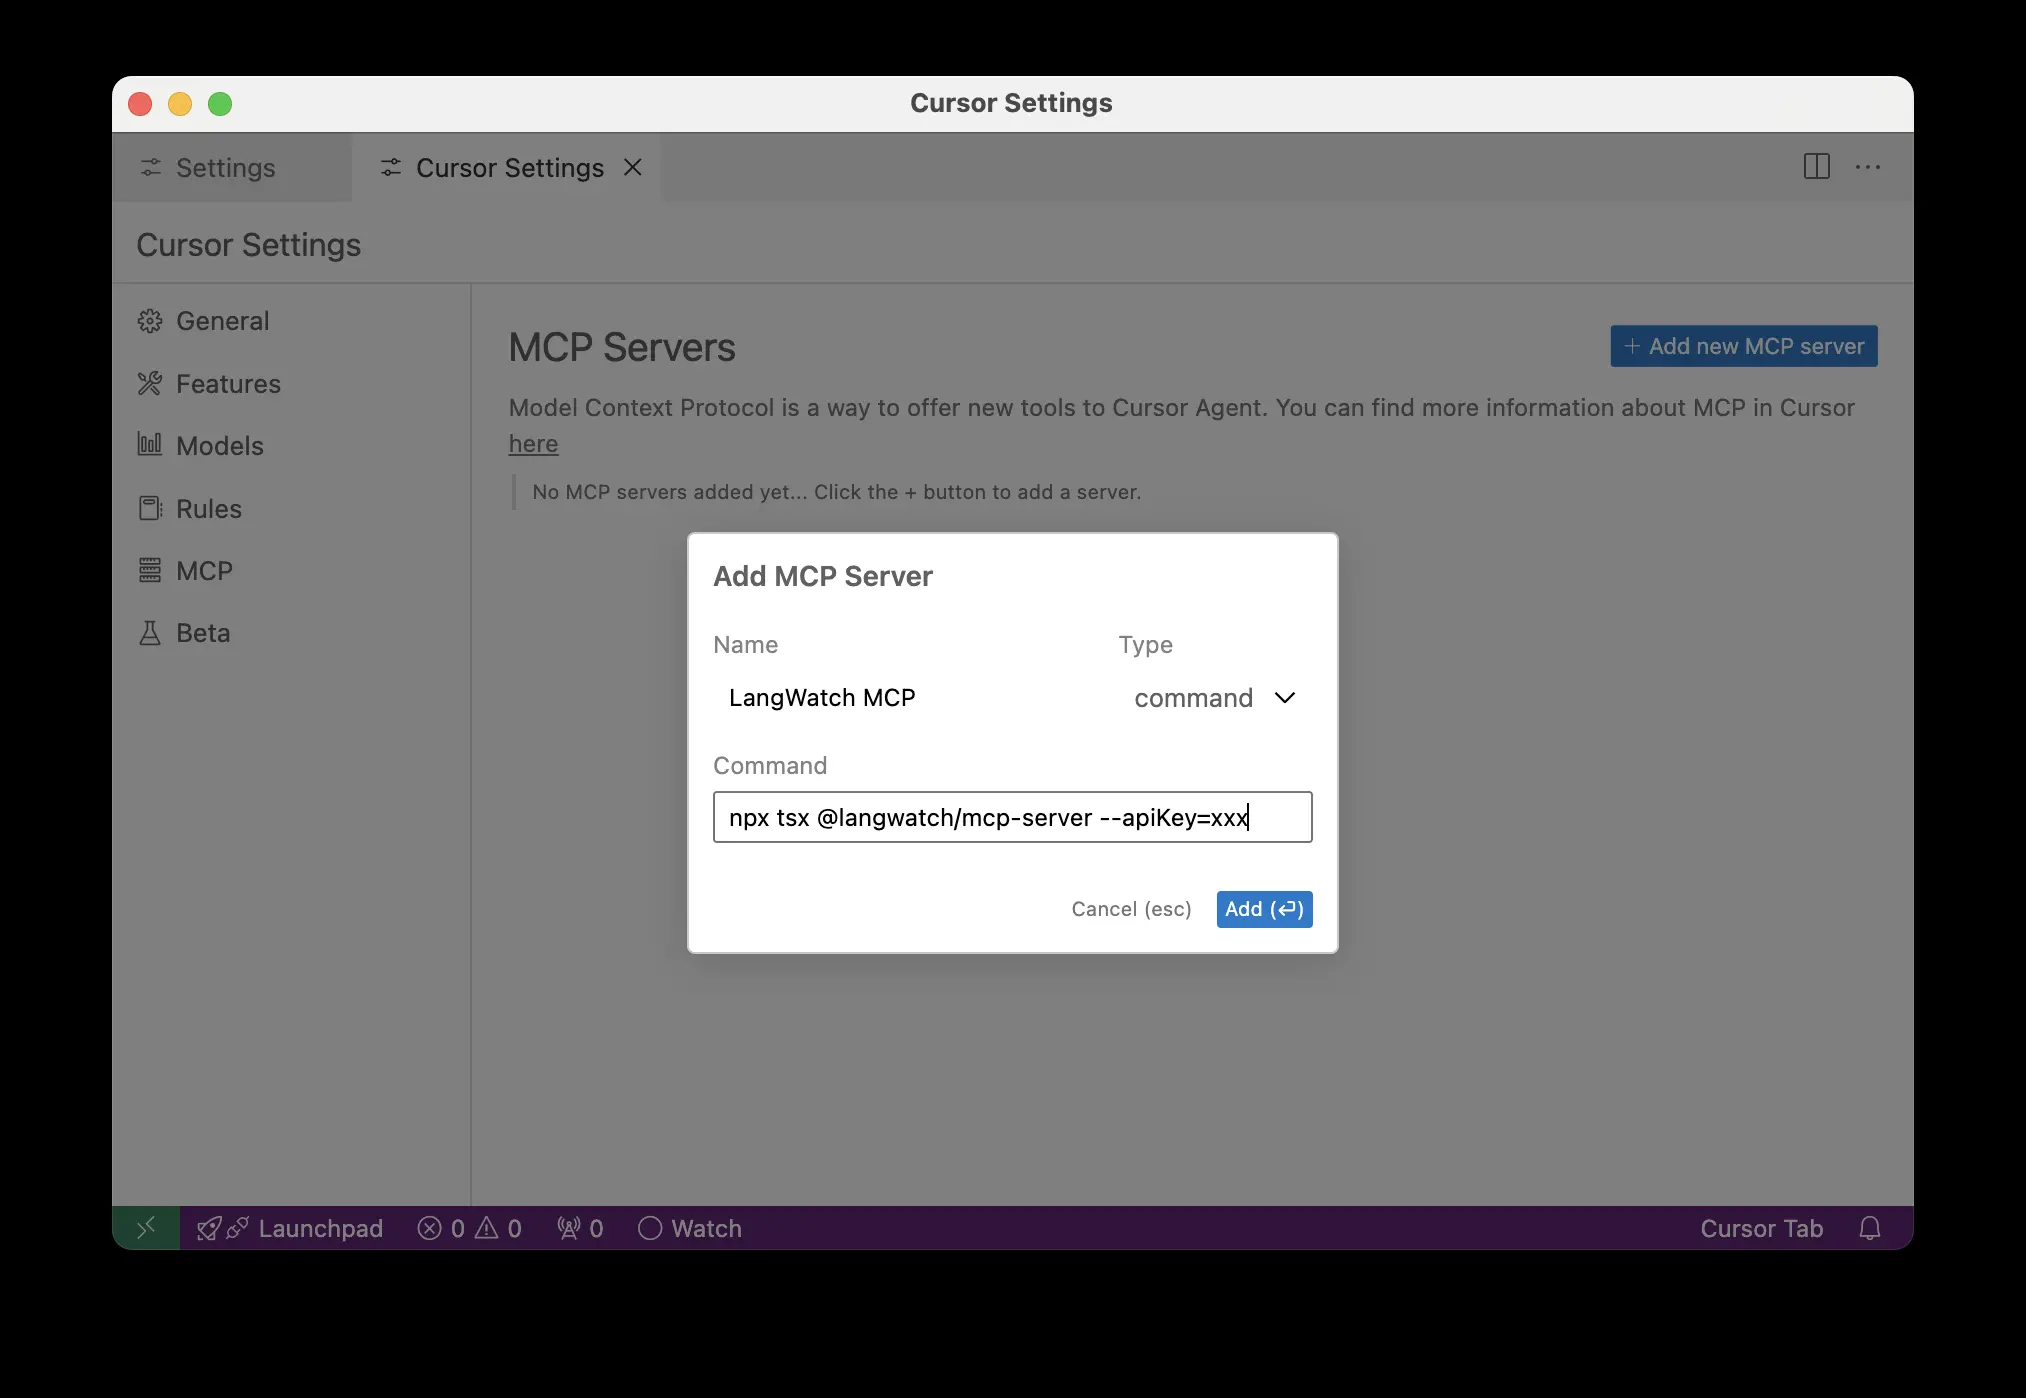 Cursor Settings
Settings
Cursor Settings
Cursor Settings
General
Features
Models
Rules
MCP
Beta
MCP Servers
+ Add new MCP server
Model Context Protocol is a way to offer new tools to Cursor Agent. You can find more information about MCP in Cursor
here
No MCP servers added yet... Click the + button to add a server.
Add MCP Server
Name Type
LangWatch MCP command
Command
npx tsx @langwatch/mcp-server --apiKey=xxx
Cancel (esc) Add (↵)
Launchpad 0 0 0 Watch Cursor Tab